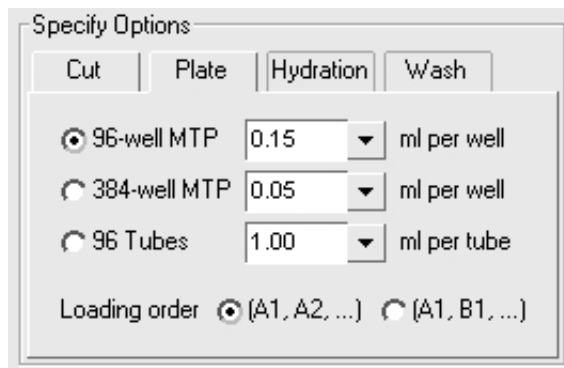 Specify Options
Cut Plate Hydration Wash
96-well MTP 0.15 ml per well
384-well MTP 0.05 ml per well
96 Tubes 1.00 ml per tube
Loading order (A1, A2, ...) (A1, B1, ...)